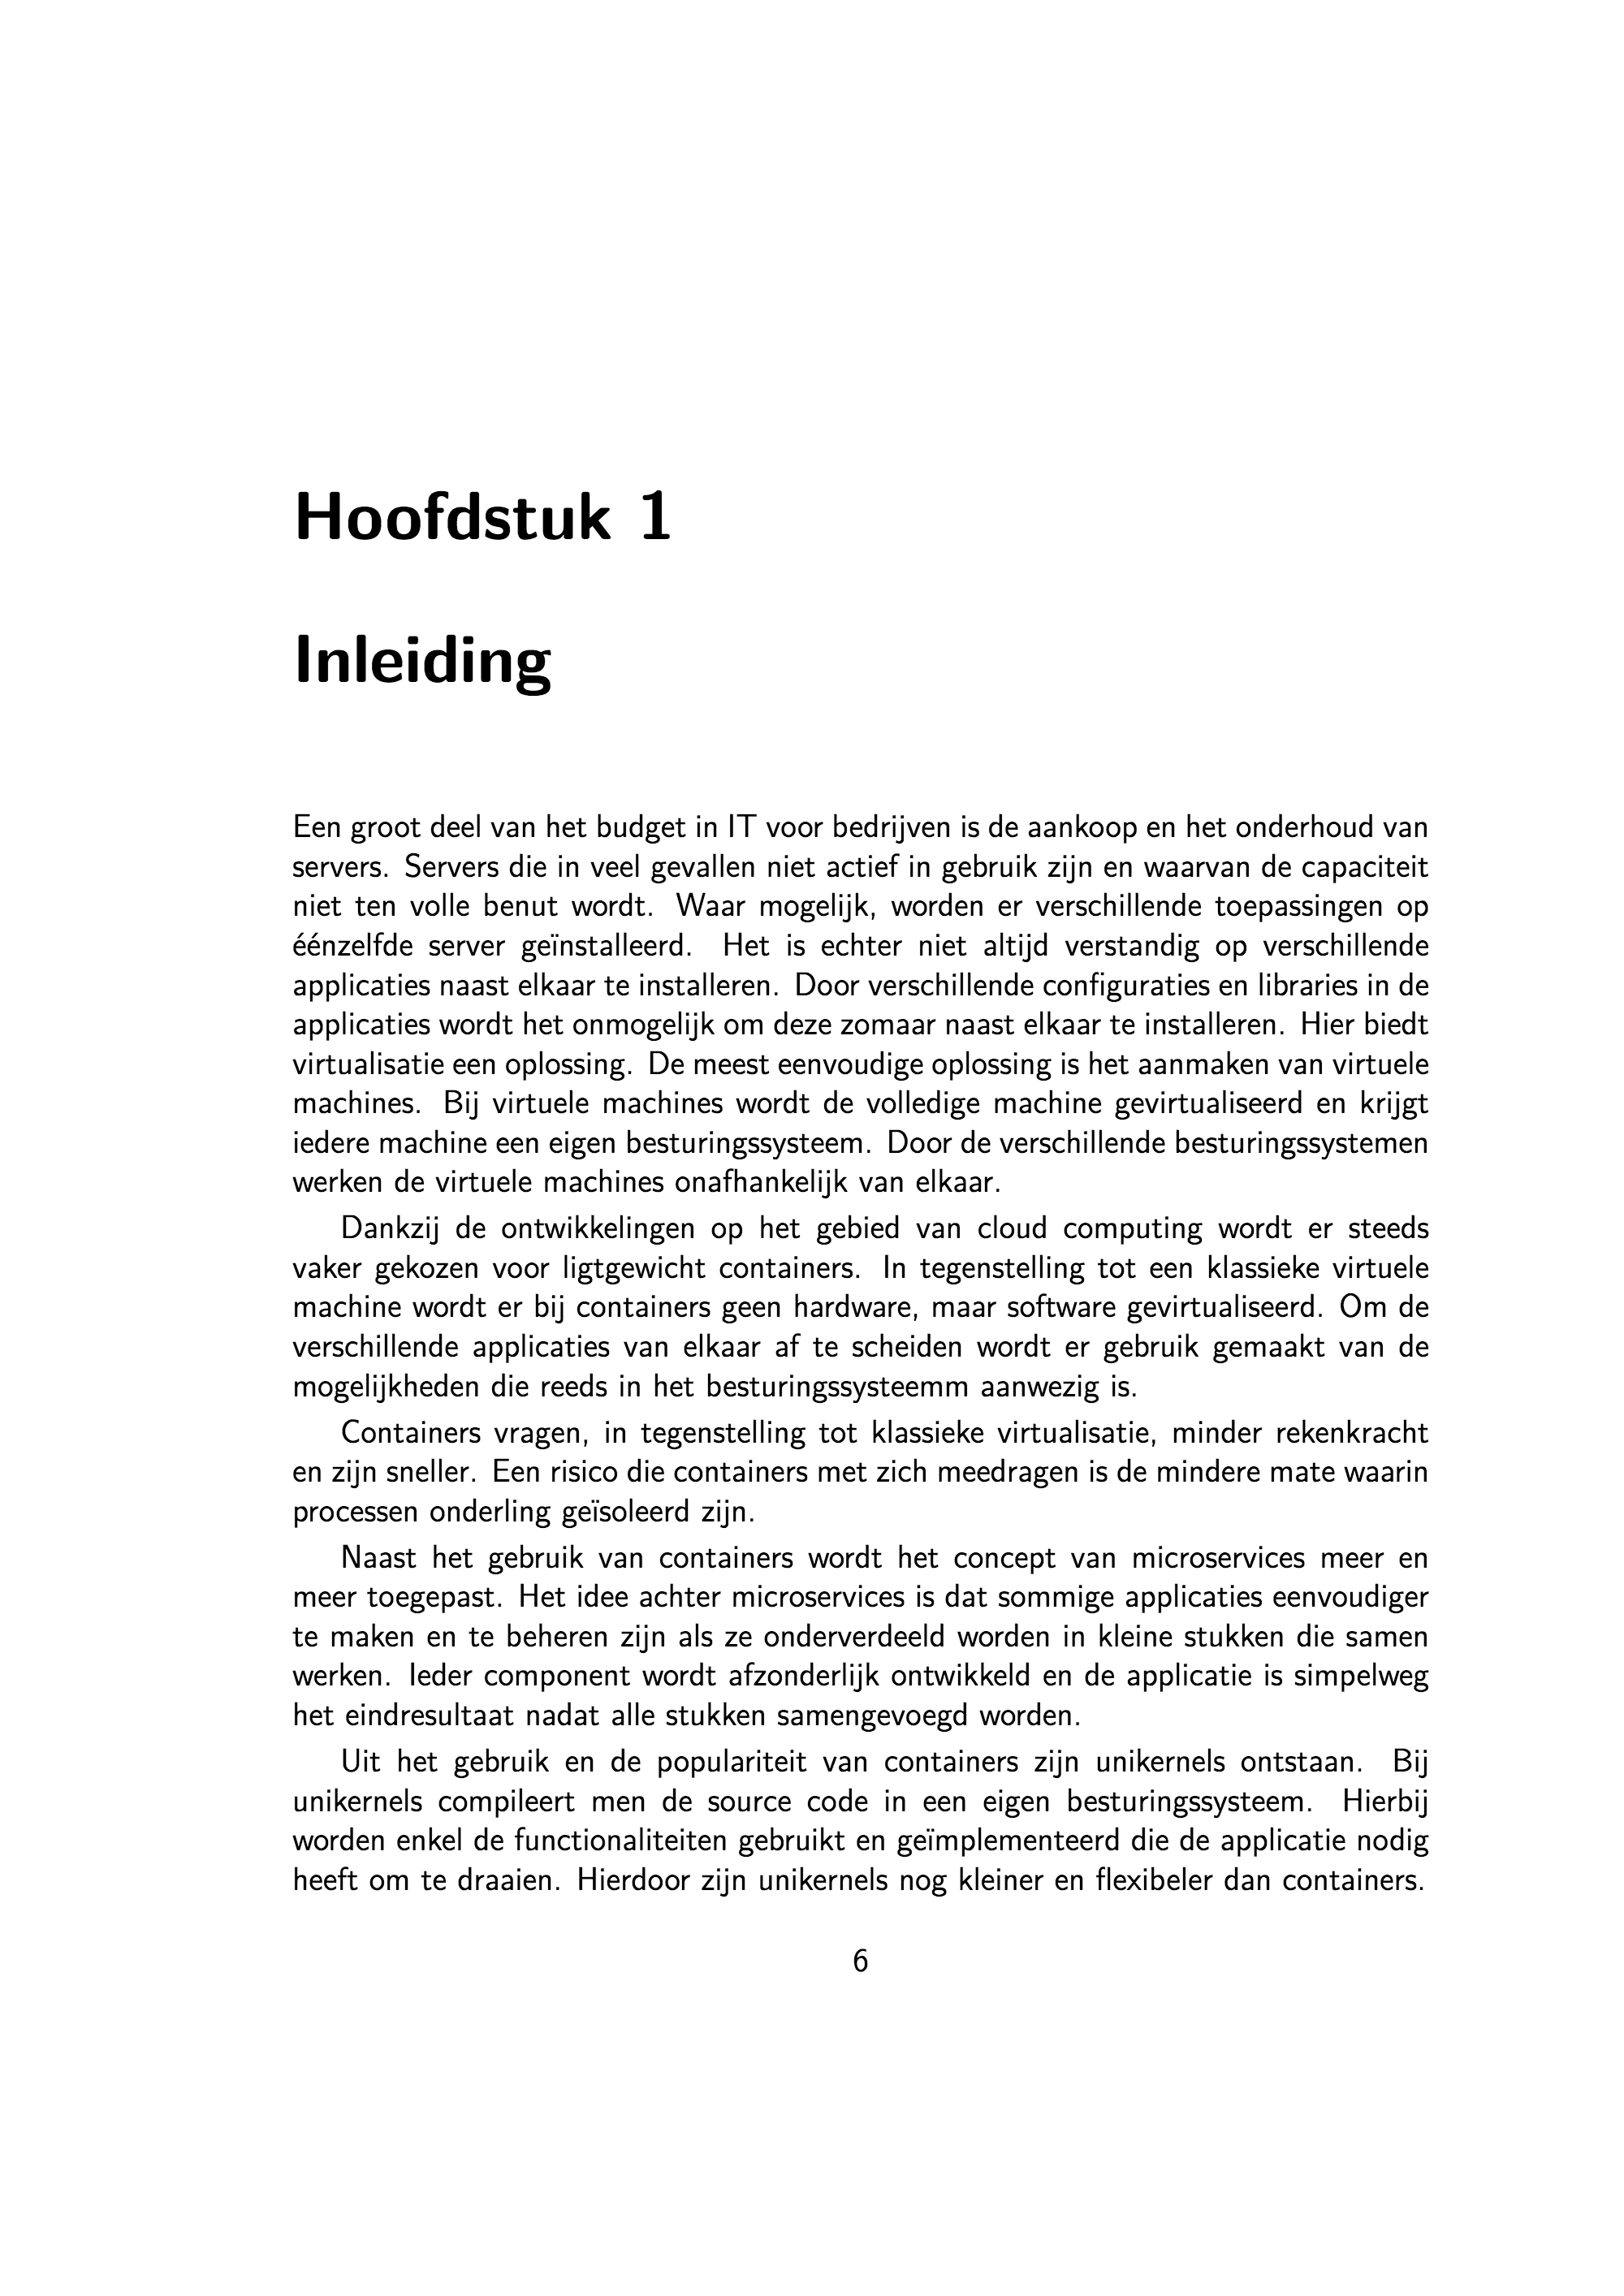 Hoofdstuk 1
Inleiding
Een groot deel van het budget in IT voor bedrijven is de aankoop en het onderhoud van
servers. Servers die in veel gevallen niet actief in gebruik zijn en waarvan de capaciteit
niet ten volle benut wordt. Waar mogelijk, worden er verschillende toepassingen op
éénzelfde server geïnstalleerd. Het is echter niet altijd verstandig op verschillende
applicaties naast elkaar te installeren. Door verschillende configuraties en libraries in de
applicaties wordt het onmogelijk om deze zomaar naast elkaar te installeren. Hier biedt
virtualisatie een oplossing. De meest eenvoudige oplossing is het aanmaken van virtuele
machines. Bij virtuele machines wordt de volledige machine gevirtualiseerd en krijgt
iedere machine een eigen besturingssysteem. Door de verschillende besturingssystemen
werken de virtuele machines onafhankelijk van elkaar.
Dankzij de ontwikkelingen op het gebied van cloud computing wordt er steeds
vaker gekozen voor ligtgewicht containers. In tegenstelling tot een klassieke virtuele
machine wordt er bij containers geen hardware, maar software gevirtualiseerd. Om de
verschillende applicaties van elkaar af te scheiden wordt er gebruik gemaakt van de
mogelijkheden die reeds in het besturingssysteemm aanwezig is.
Containers vragen, in tegenstelling tot klassieke virtualisatie, minder rekenkracht
en zijn sneller. Een risico die containers met zich meedragen is de mindere mate waarin
processen onderling geïsoleerd zijn.
Naast het gebruik van containers wordt het concept van microservices meer en
meer toegepast. Het idee achter microservices is dat sommige applicaties eenvoudiger
te maken en te beheren zijn als ze onderverdeeld worden in kleine stukken die samen
werken. Ieder component wordt afzonderlijk ontwikkeld en de applicatie is simpelweg
het eindresultaat nadat alle stukken samengevoegd worden.
Uit het gebruik en de populariteit van containers zijn unikernels ontstaan. Bij
unikernels compileert men de source code in een eigen besturingssysteem. Hierbij
worden enkel de functionaliteiten gebruikt en geïmplementeerd die de applicatie nodig
heeft om te draaien. Hierdoor zijn unikernels nog kleiner en flexibeler dan containers.
6